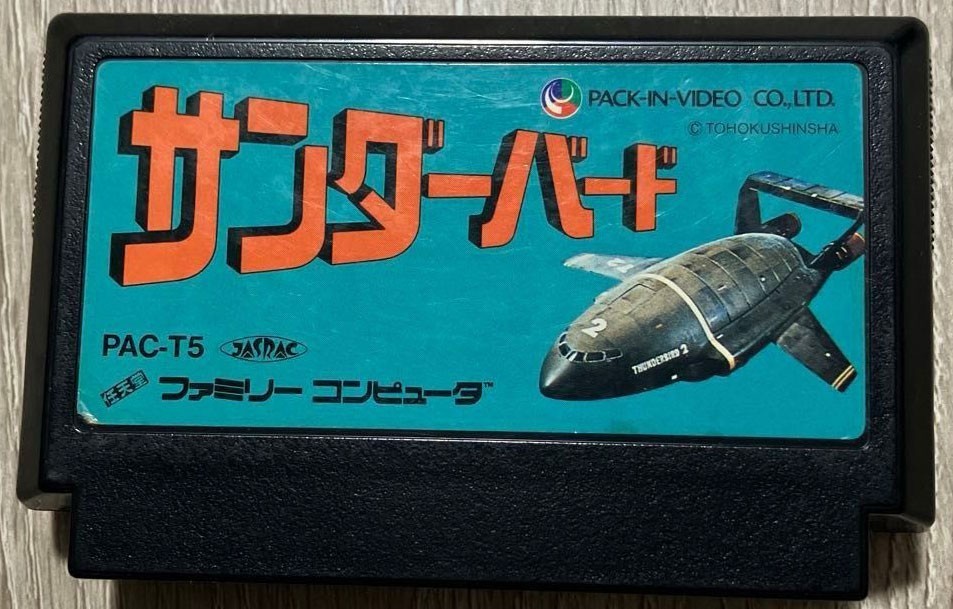 サンダーバード
PACK-IN-VIDEO CO.,LTD.
© TOHOKUSHINSHA
2
THUNDERBIRD 2
PAC-T5 JASRAC
任天堂 ファミリー コンピュータ™